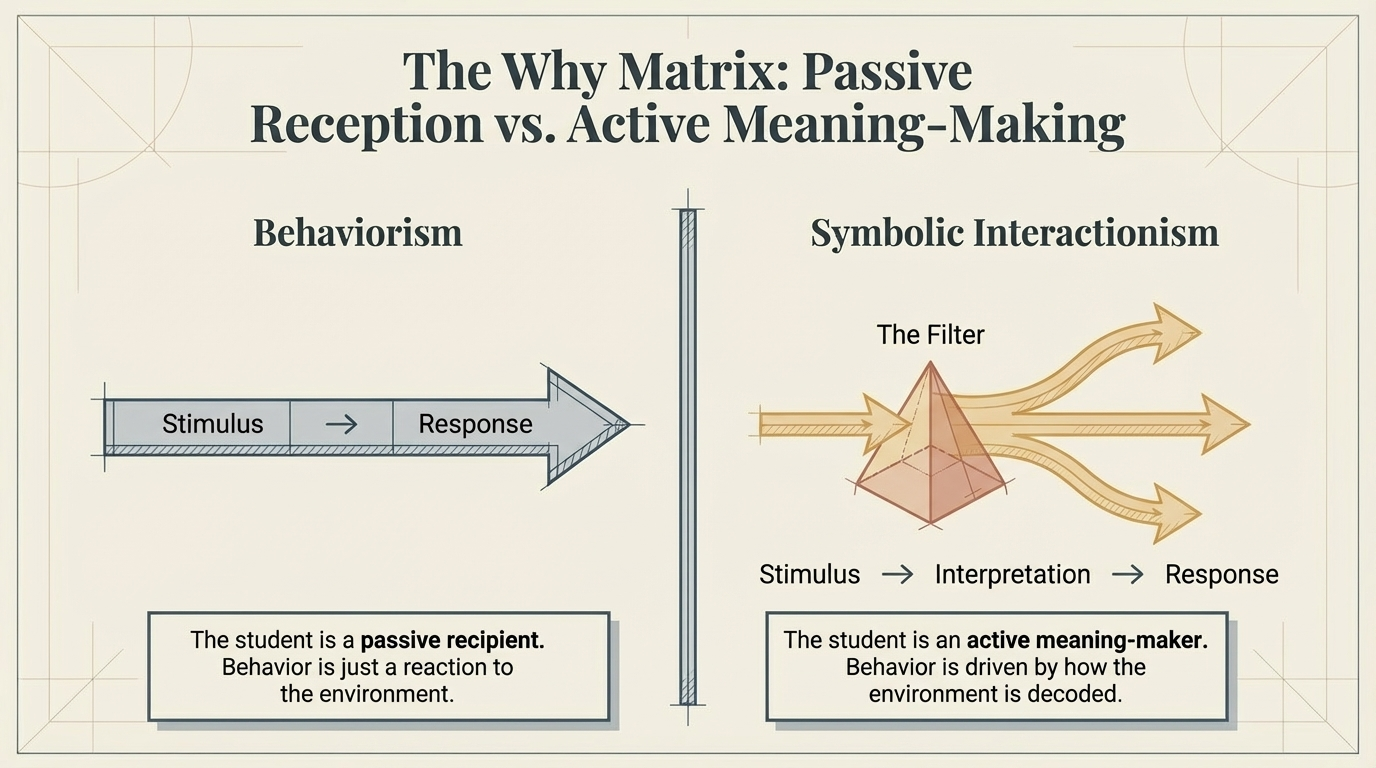 The Why Matrix: Passive
Reception vs. Active Meaning-Making
Behaviorism
Stimulus → Response
The student is a passive recipient.
Behavior is just a reaction to
the environment.
Symbolic Interactionism
The Filter
Stimulus → Interpretation → Response
The student is an active meaning-maker.
Behavior is driven by how the
environment is decoded.